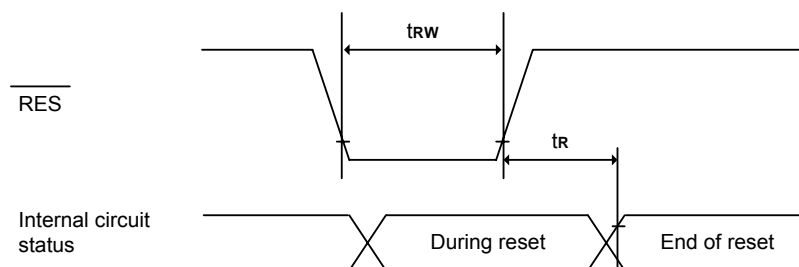 tRW
RES
tR
Internal circuit
status
During reset
End of reset